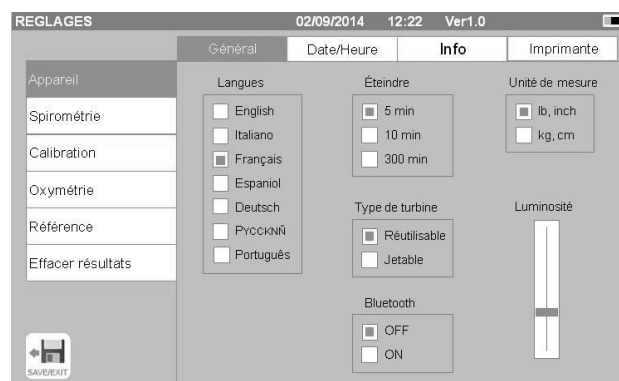 REGLAGES 02/09/2014 12:22 Ver1.0
Général Date/Heure Info Imprimante
Appareil
Spirométrie
Calibration
Oxymétrie
Référence
Effacer résultats
SAVE/EXIT
Langues
English
Italiano
Français
Espaniol
Deutsch
РУССКNЙ
Português
Éteindre
5 min
10 min
300 min
Type de turbine
Réutilisable
Jetable
Bluetooth
OFF
ON
Unité de mesure
lb, inch
kg, cm
Luminosité